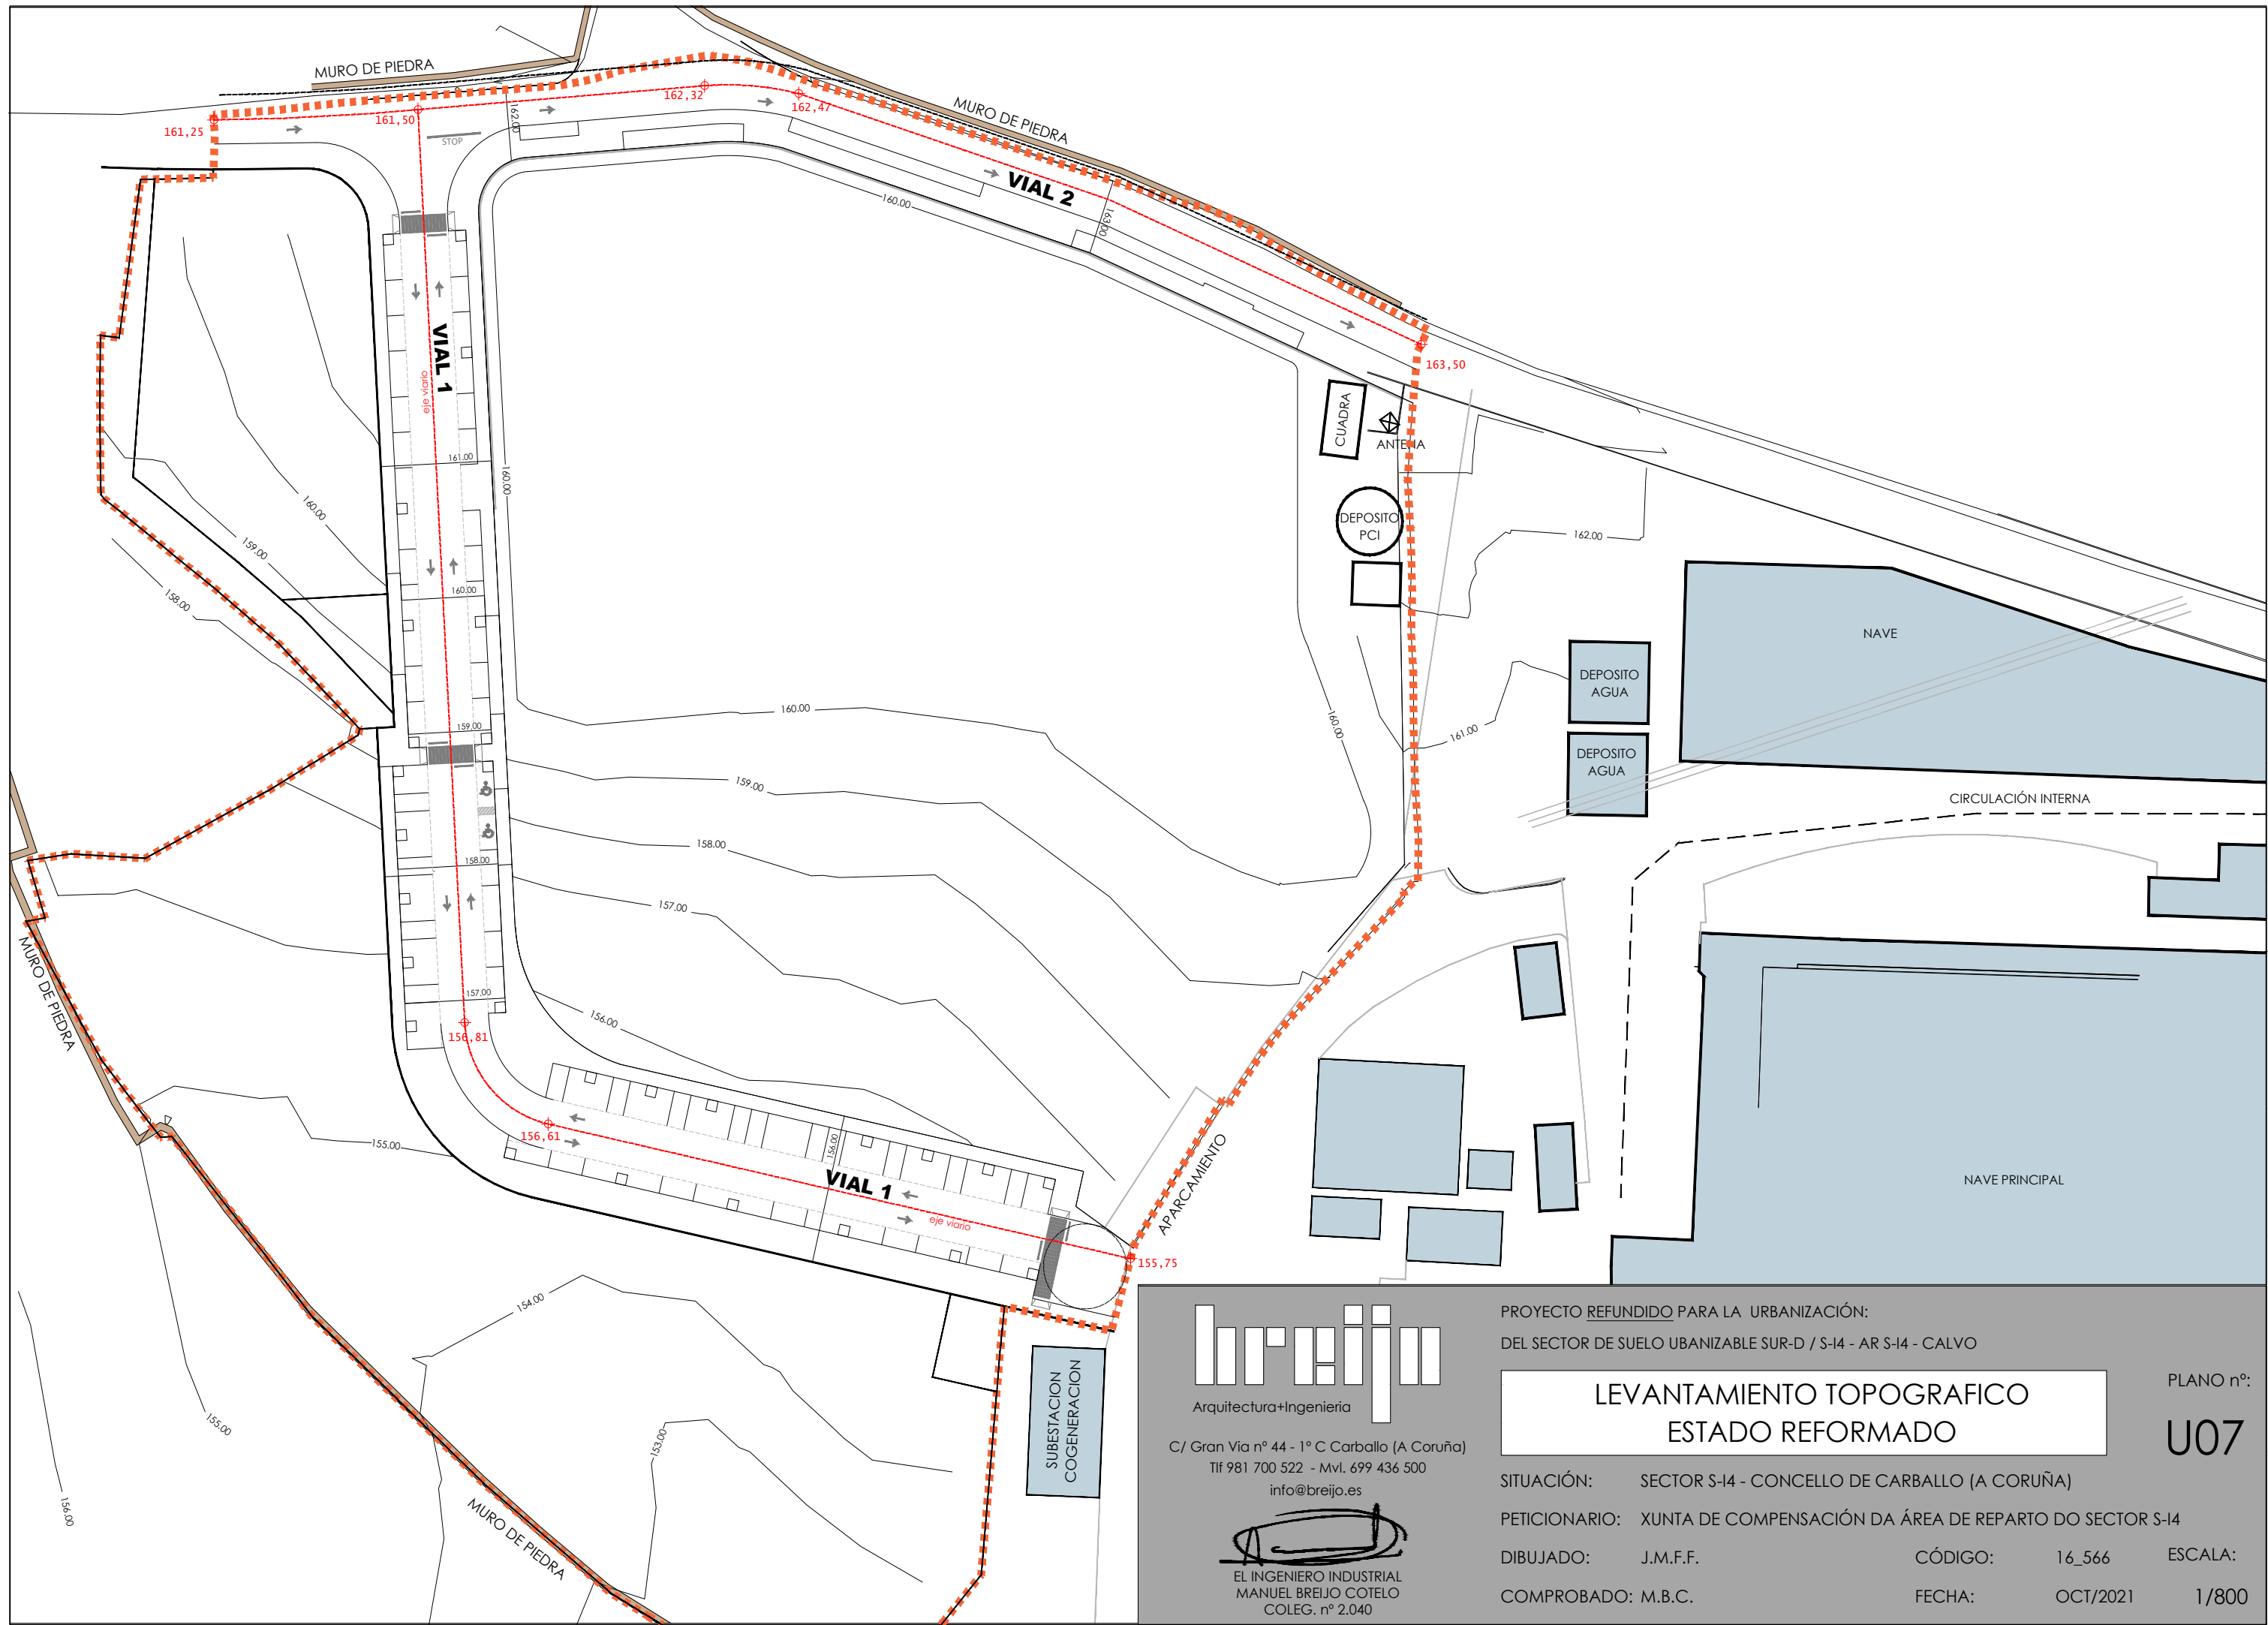 MURO DE PIEDRA
MURO DE PIEDRA
161,25
161,50
162,32
162,47
162.00
STOP
VIAL 2
163.00
160.00
163,50
VIAL 1
eje viario
161.00
160.00
160.00
159.00
158.00
160.00
159.00
158.00
157.00
CUADRA
ANTENA
DEPOSITO
PCI
162.00
161.00
160.00
NAVE
DEPOSITO
AGUA
DEPOSITO
AGUA
CIRCULACIÓN INTERNA
160.00
159.00
158.00
157.00
156.00
156,81
156,61
156.00
VIAL 1
eje viario
155,75
APARCAMIENTO
NAVE PRINCIPAL
MURO DE PIEDRA
155.00
154.00
153.00
155.00
156.00
MURO DE PIEDRA
SUBESTACION
COGENERACION
breijo
Arquitectura+Ingenieria
C/ Gran Via nº 44 - 1º C Carballo (A Coruña)
Tlf 981 700 522 - Mvl. 699 436 500
info@breijo.es
EL INGENIERO INDUSTRIAL
MANUEL BREIJO COTELO
COLEG. nº 2.040
PROYECTO REFUNDIDO PARA LA URBANIZACIÓN:
DEL SECTOR DE SUELO UBANIZABLE SUR-D / S-I4 - AR S-I4 - CALVO
LEVANTAMIENTO TOPOGRAFICO
ESTADO REFORMADO
PLANO nº:
U07
SITUACIÓN: SECTOR S-I4 - CONCELLO DE CARBALLO (A CORUÑA)
PETICIONARIO: XUNTA DE COMPENSACIÓN DA ÁREA DE REPARTO DO SECTOR S-I4
DIBUJADO: J.M.F.F. CÓDIGO: 16_566 ESCALA:
COMPROBADO: M.B.C. FECHA: OCT/2021 1/800